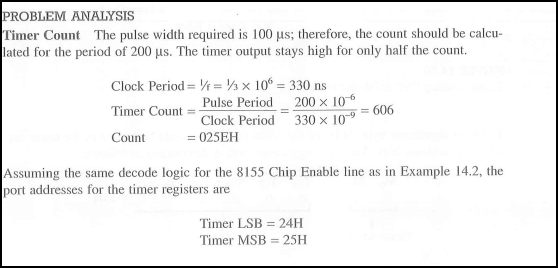 PROBLEM ANALYSIS
Timer Count The pulse width required is 100 μs; therefore, the count should be calcu-
lated for the period of 200 μs. The timer output stays high for only half the count.
Clock Period = 1/f = 1/3 × 10⁶ = 330 ns
Timer Count = Pulse Period / Clock Period = 200 × 10⁻⁶ / 330 × 10⁻⁹ = 606
Count = 025EH
Assuming the same decode logic for the 8155 Chip Enable line as in Example 14.2, the
port addresses for the timer registers are
Timer LSB = 24H
Timer MSB = 25H